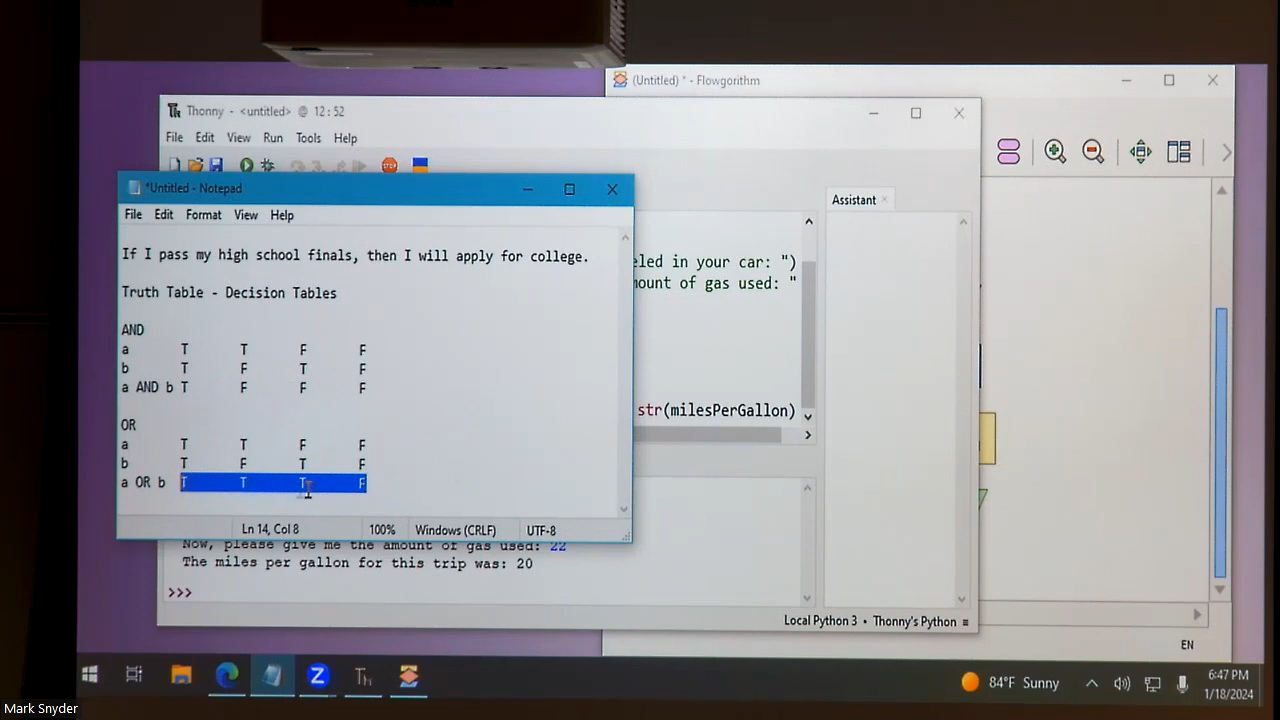 (Untitled) * - Flowgorithm
Thonny - <untitled> @ 12:52
File Edit View Run Tools Help
STOP
*Untitled - Notepad
File Edit Format View Help
Assistant ×
If I pass my high school finals, then I will apply for college.
Truth Table - Decision Tables
AND
a T T F F
b T F T F
a AND b T F F F
OR
a T T F F
b T F T F
a OR b T T T F
Ln 14, Col 8 100% Windows (CRLF) UTF-8
eled in your car: ")
mount of gas used: "
str(milesPerGallon)
Now, please give me the amount of gas used: 22
The miles per gallon for this trip was: 20
>>>
Local Python 3 • Thonny's Python ≡
EN
Z
Th
84°F Sunny
6:47 PM
1/18/2024
Mark Snyder